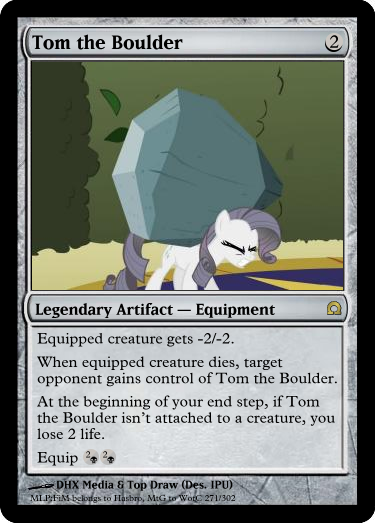 Tom the Boulder 2
Legendary Artifact — Equipment
Equipped creature gets -2/-2.
When equipped creature dies, target
opponent gains control of Tom the Boulder.
At the beginning of your end step, if Tom
the Boulder isn't attached to a creature, you
lose 2 life.
Equip 2 2
DHX Media & Top Draw (Des. IPU)
MLP:FiM belongs to Hasbro, MtG to WotC 271/302